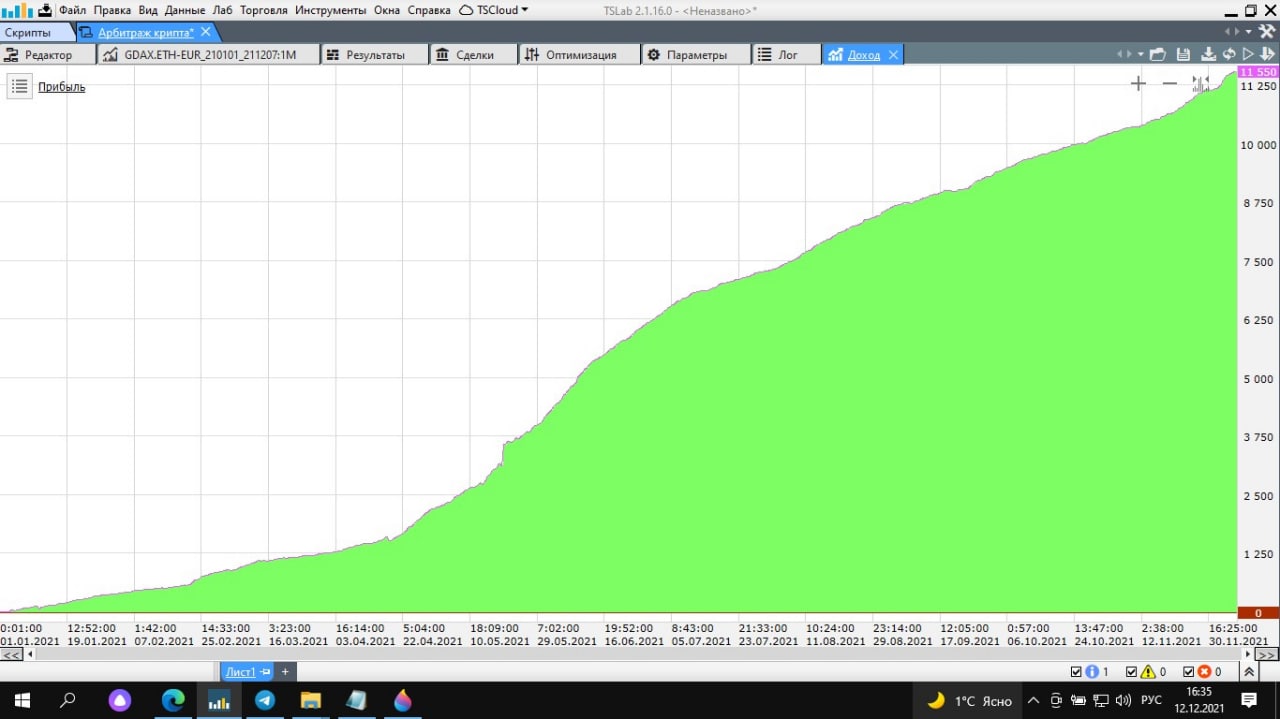 Файл Правка Вид Данные Лаб Торговля Инструменты Окна Справка TSCloud TSLab 2.1.16.0 - <Неназвано>*
Скрипты Арбитраж крипта*
Редактор GDAX.ETH-EUR_210101_211207:1M Результаты Сделки Оптимизация Параметры Лог Доход
Прибыль
11 550
11 250
10 000
8 750
7 500
6 250
5 000
3 750
2 500
1 250
0
0:01:00 12:52:00 1:42:00 14:33:00 3:23:00 16:14:00 5:04:00 18:09:00 7:02:00 19:52:00 8:43:00 21:33:00 10:24:00 23:14:00 12:05:00 0:57:00 13:47:00 2:38:00 16:25:00
01.01.2021 19.01.2021 07.02.2021 25.02.2021 16.03.2021 03.04.2021 22.04.2021 10.05.2021 29.05.2021 16.06.2021 05.07.2021 23.07.2021 11.08.2021 29.08.2021 17.09.2021 06.10.2021 24.10.2021 12.11.2021 30.11.2021
<< >>
Лист1 + 1 0 0
1°C Ясно РУС 16:35
12.12.2021